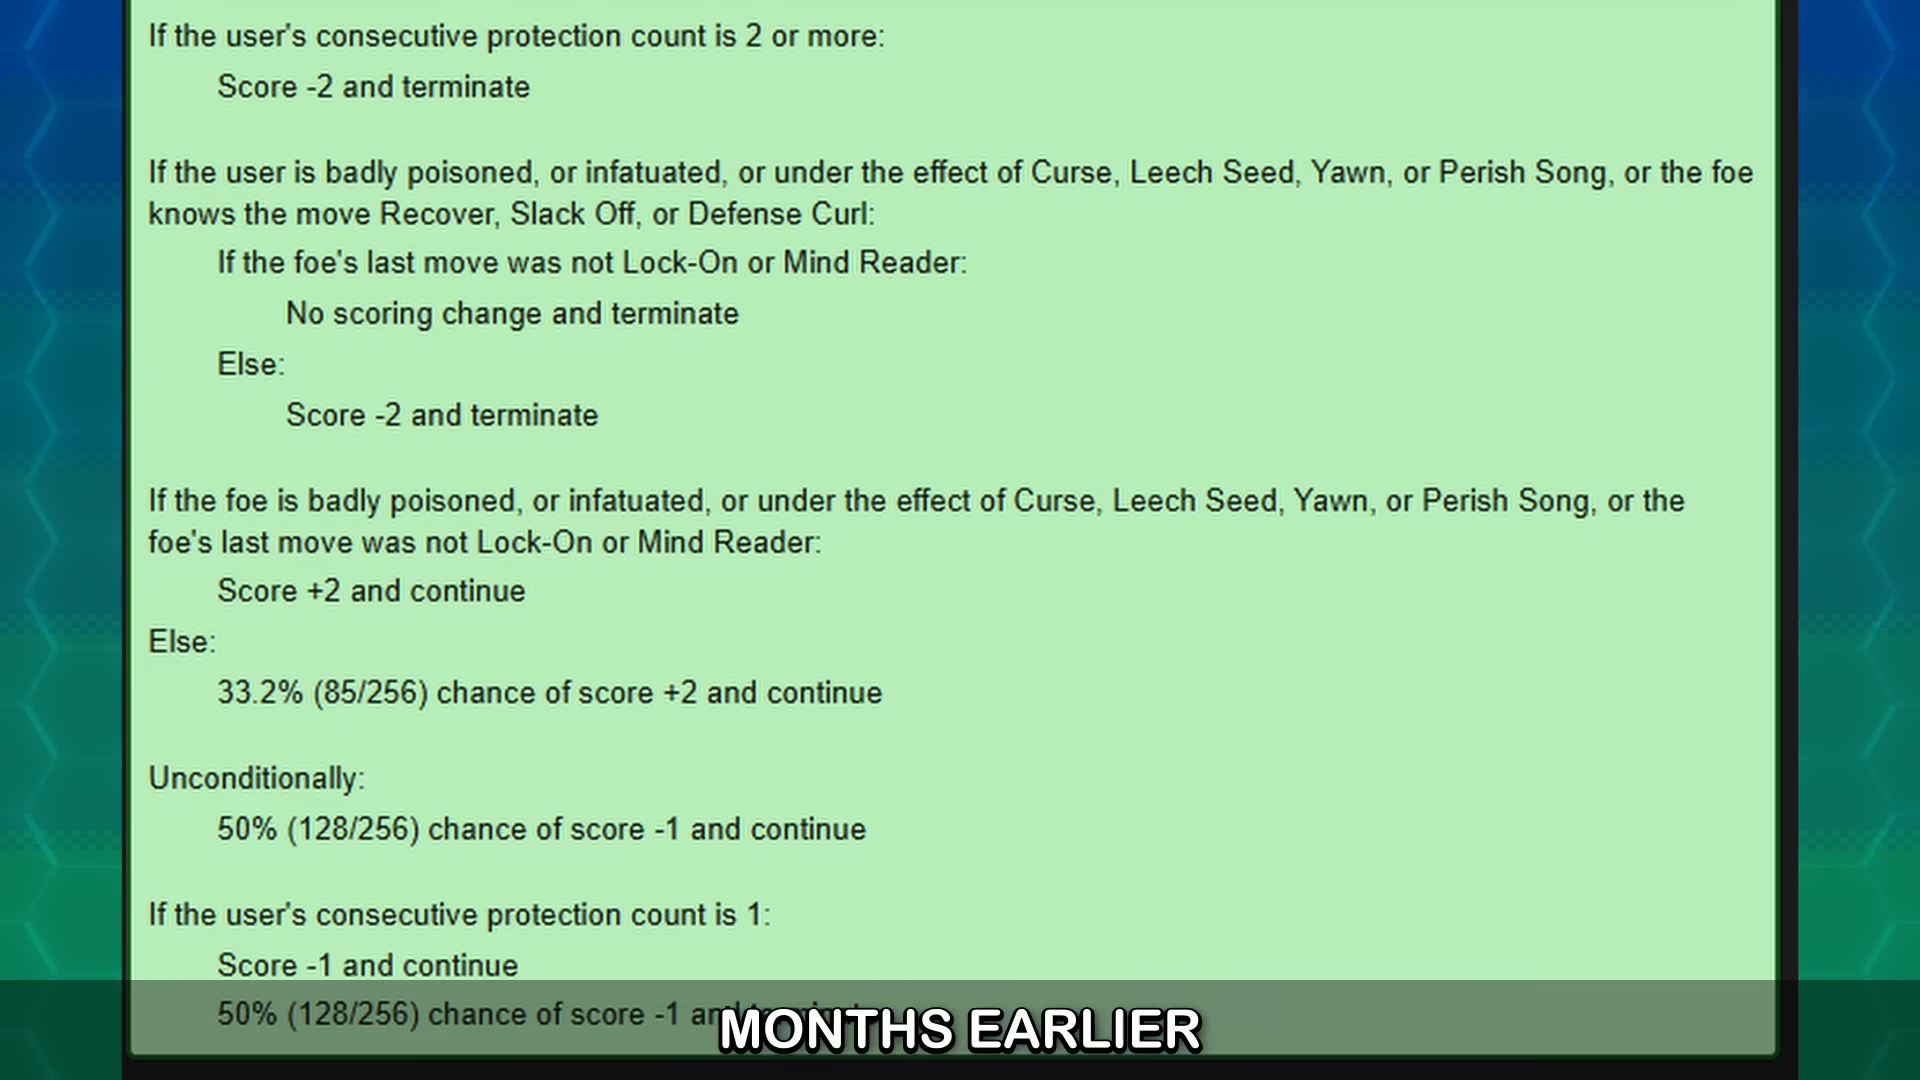 If the user's consecutive protection count is 2 or more:
Score -2 and terminate
If the user is badly poisoned, or infatuated, or under the effect of Curse, Leech Seed, Yawn, or Perish Song, or the foe
knows the move Recover, Slack Off, or Defense Curl:
If the foe's last move was not Lock-On or Mind Reader:
No scoring change and terminate
Else:
Score -2 and terminate
If the foe is badly poisoned, or infatuated, or under the effect of Curse, Leech Seed, Yawn, or Perish Song, or the
foe's last move was not Lock-On or Mind Reader:
Score +2 and continue
Else:
33.2% (85/256) chance of score +2 and continue
Unconditionally:
50% (128/256) chance of score -1 and continue
If the user's consecutive protection count is 1:
Score -1 and continue
50% (128/256) chance of score -1
MONTHS EARLIER